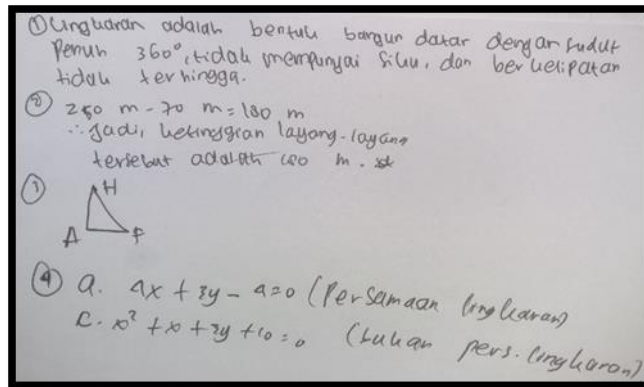 ① Lingkaran adalah bentuk bangun datar dengan sudut
Penuh 360°, tidak mempunyai siku, dan berkelipatan
tidak terhingga.
② 250 m - 70 m = 180 m
∴ Jadi, ketinggian layang-layang
tersebut adalah 180 m.
③ H
A P
④ a. 4x + 3y - 4 = 0 (Persamaan lingkaran)
c. x² + x + 3y + 10 = 0 (bukan pers. lingkaran)